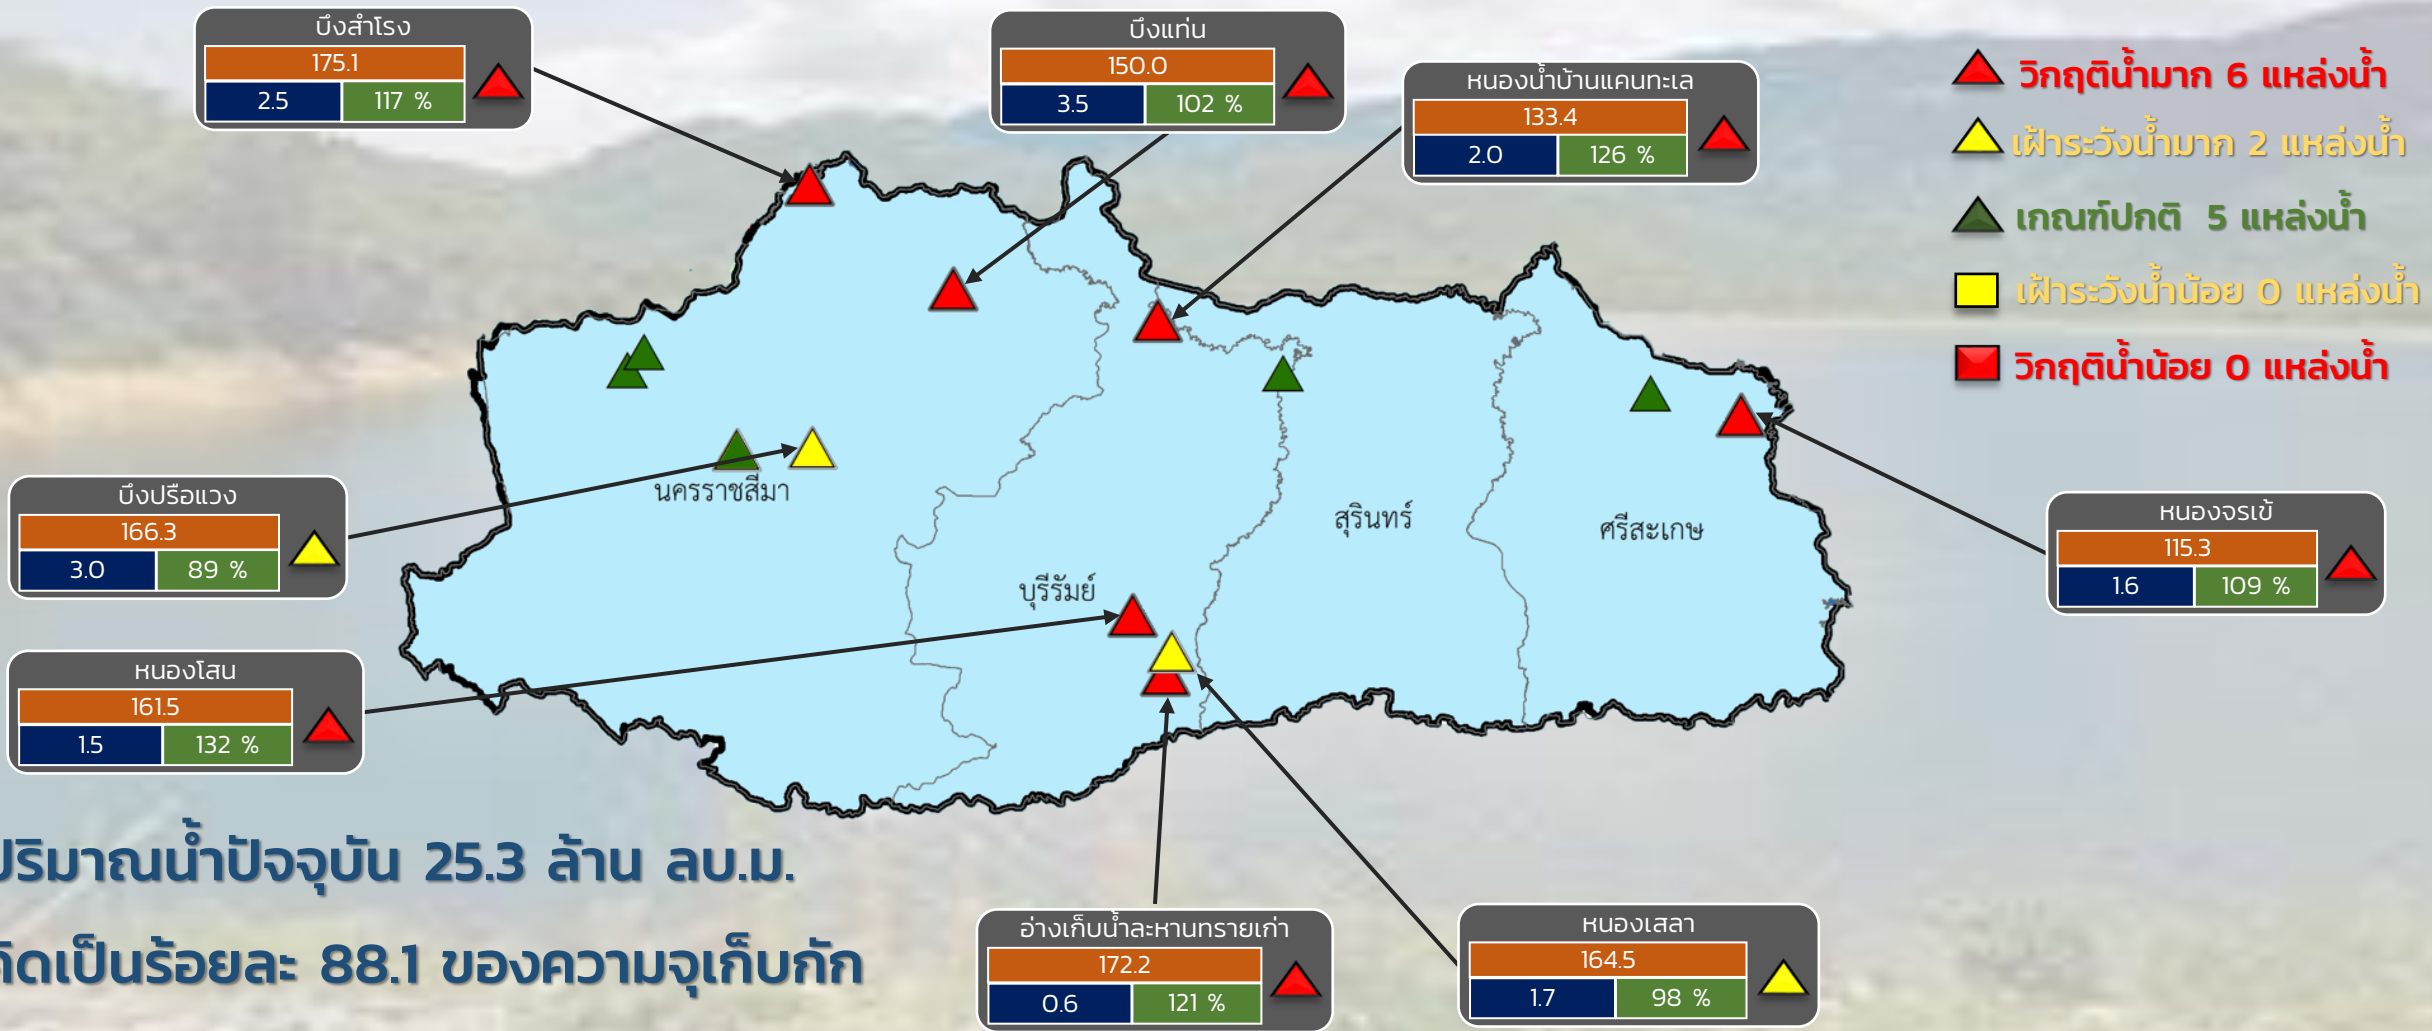 บึงสำโรง
175.1
2.5 117 %
บึงแท่น
150.0
3.5 102 %
หนองน้ำบ้านแคนทะเล
133.4
2.0 126 %
วิกฤติน้ำมาก 6 แหล่งน้ำ
เฝ้าระวังน้ำมาก 2 แหล่งน้ำ
เกณฑ์ปกติ 5 แหล่งน้ำ
เฝ้าระวังน้ำน้อย 0 แหล่งน้ำ
วิกฤติน้ำน้อย 0 แหล่งน้ำ
บึงปรือแวง
166.3
3.0 89 %
นครราชสีมา
สุรินทร์
ศรีสะเกษ
บุรีรัมย์
หนองจรเข้
115.3
1.6 109 %
หนองโสน
161.5
1.5 132 %
ปริมาณน้ำปัจจุบัน 25.3 ล้าน ลบ.ม.
คิดเป็นร้อยละ 88.1 ของความจุเก็บกัก
อ่างเก็บน้ำละหานทรายเก่า
172.2
0.6 121 %
หนองเสลา
164.5
1.7 98 %